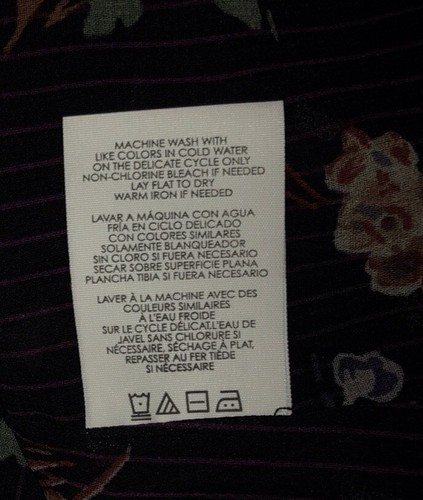 MACHINE WASH WITH
LIKE COLORS IN COLD WATER
ON THE DELICATE CYCLE ONLY
NON-CHLORINE BLEACH IF NEEDED
LAY FLAT TO DRY
WARM IRON IF NEEDED
LAVAR A MÁQUINA CON AGUA
FRÍA EN CICLO DELICADO
CON COLORES SIMILARES
SOLAMENTE BLANQUEADOR
SIN CLORO SI FUERA NECESARIO
SECAR SOBRE SUPERFICIE PLANA
PLANCHA TIBIA SI FUERA NECESARIO
LAVER À LA MACHINE AVEC DES
COULEURS SIMILIAIRES
À L'EAU FROIDE
SUR LE CYCLE DÉLICAT,L'EAU DE
JAVEL SANS CHLORURE SI
NÉCESSAIRE, SÉCHAGE À PLAT,
REPASSER AU FER TIÈDE
SI NÉCESSAIRE